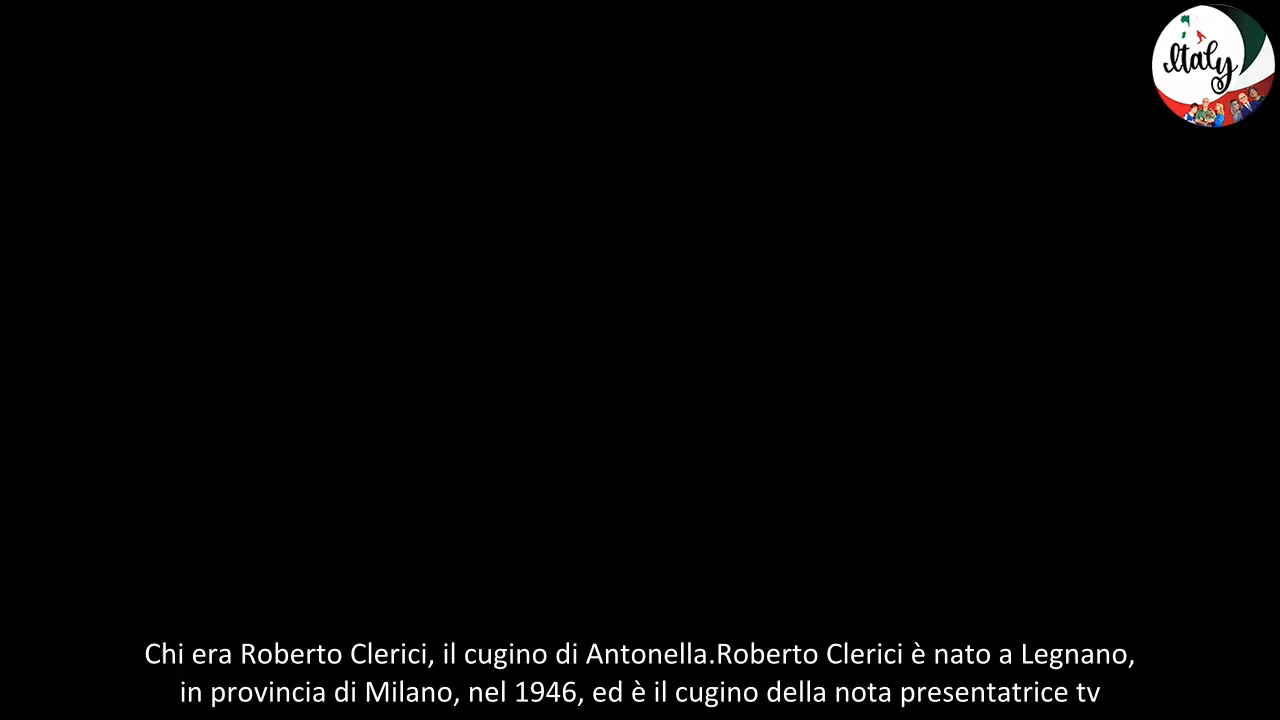 Italy
Chi era Roberto Clerici, il cugino di Antonella.Roberto Clerici è nato a Legnano,
in provincia di Milano, nel 1946, ed è il cugino della nota presentatrice tv